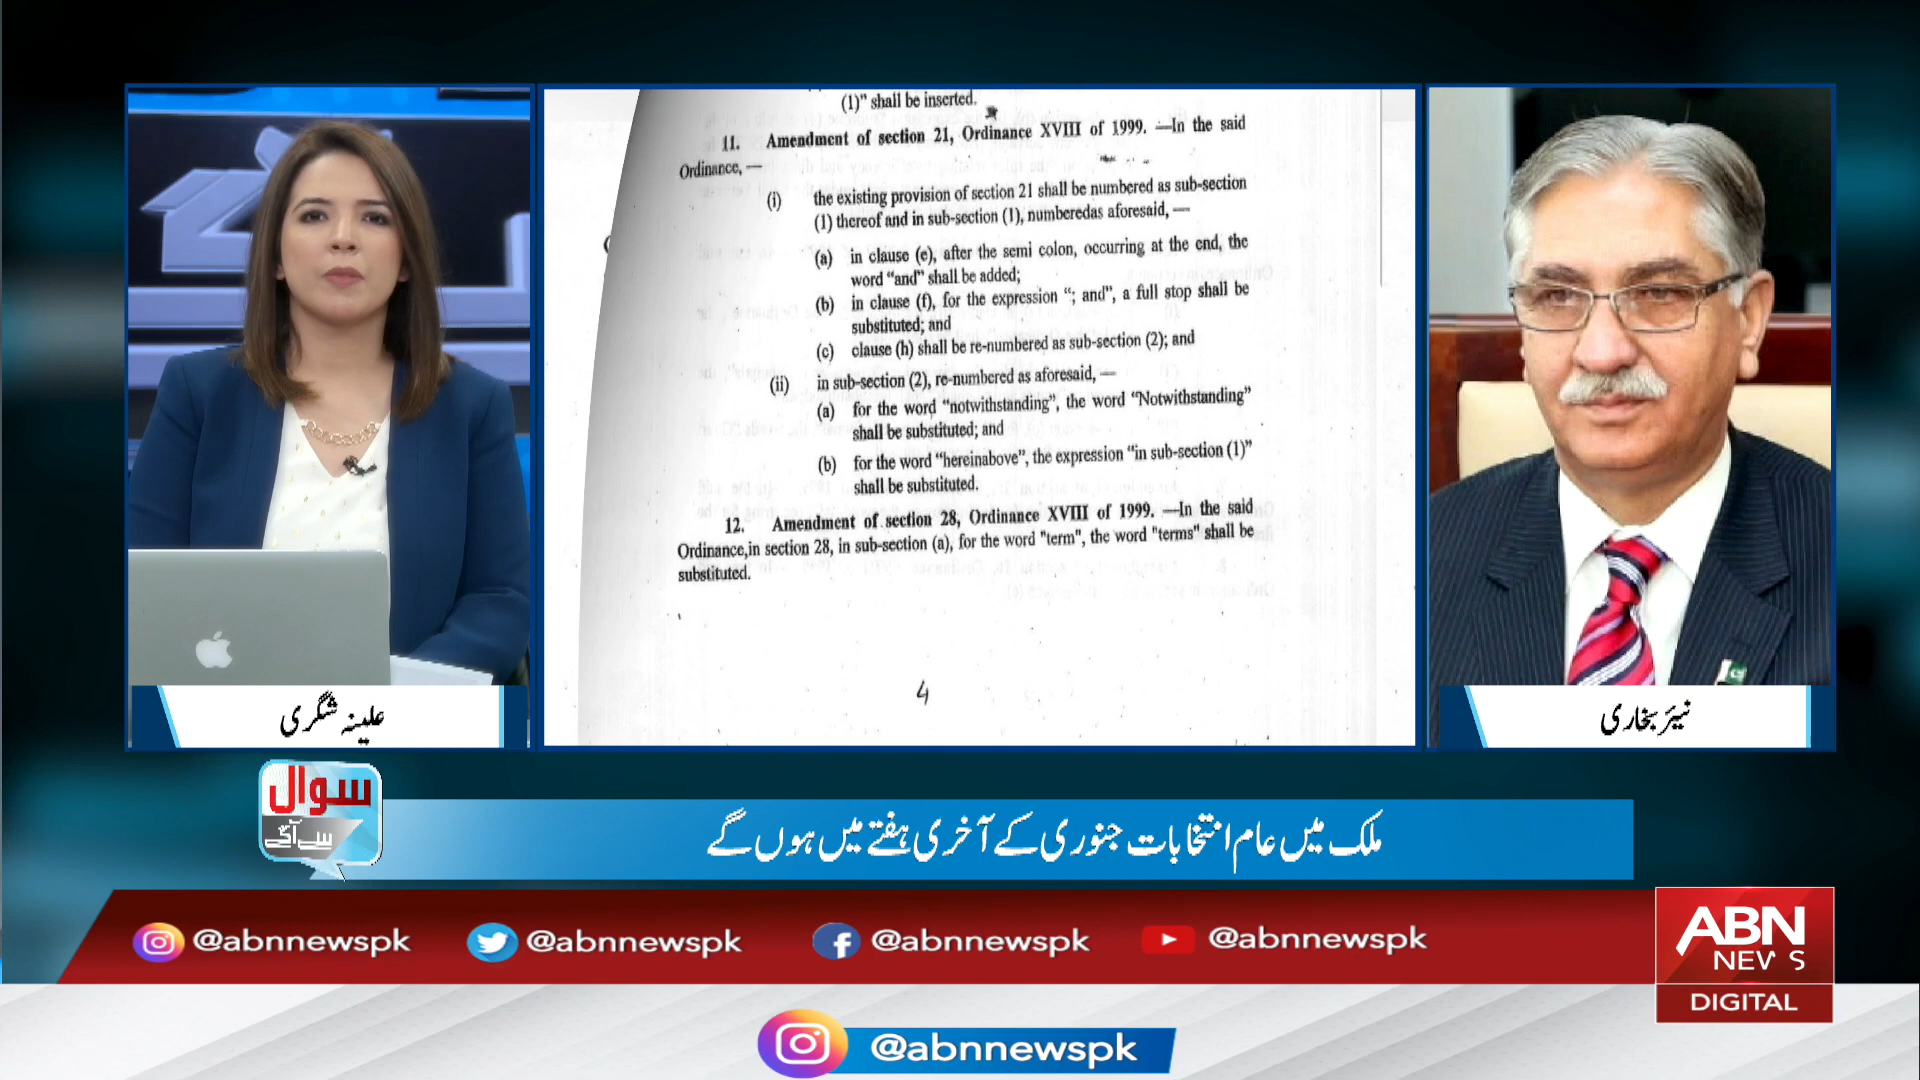 (1)” shall be inserted.
11. Amendment of section 21, Ordinance XVIII of 1999. —In the said
Ordinance, —
(i) the existing provision of section 21 shall be numbered as sub-section
(1) thereof and in sub-section (1), numberedas aforesaid, —
(a) in clause (e), after the semi colon, occurring at the end, the
word “and” shall be added;
(b) in clause (f), for the expression “; and”, a full stop shall be
substituted; and
(c) clause (h) shall be re-numbered as sub-section (2); and
(ii) in sub-section (2), re-numbered as aforesaid, —
(a) for the word “notwithstanding”, the word “Notwithstanding”
shall be substituted; and
(b) for the word “hereinabove”, the expression “in sub-section (1)”
shall be substituted.
12. Amendment of section 28, Ordinance XVIII of 1999. —In the said
Ordinance,in section 28, in sub-section (a), for the word "term", the word "terms" shall be
substituted.
4
علینہ شگری
نیئر بخاری
سوال
سے آگے
ملک میں عام انتخابات جنوری کے آخری ہفتے میں ہوں گے
@abnnewspk
@abnnewspk
@abnnewspk
@abnnewspk
ABN
NEWS
DIGITAL
@abnnewspk